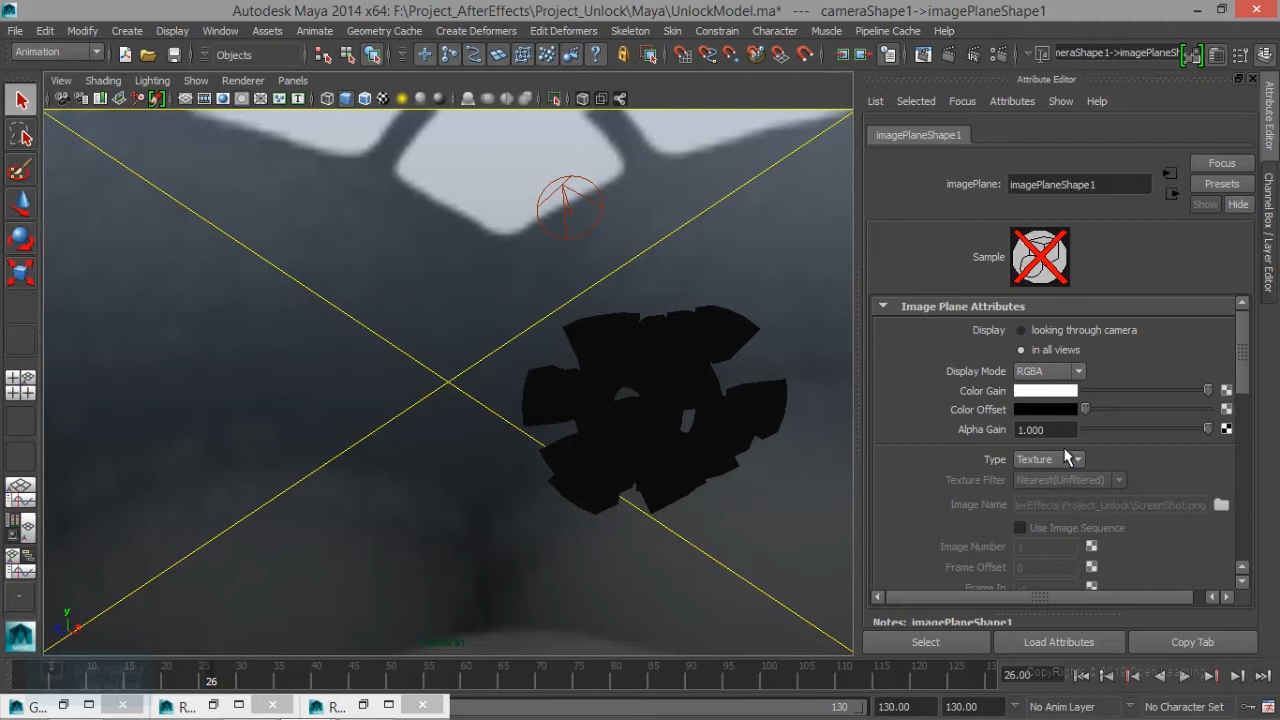 Autodesk Maya 2014 x64: F:\Project_AfterEffects\Project_Unlock\Maya\UnlockModel.ma* --- cameraShape1->imagePlaneShape1
File Edit Modify Create Display Window Assets Animate Geometry Cache Create Deformers Edit Deformers Skeleton Skin Constrain Character Muscle Pipeline Cache Help
Animation Objects neraShape1->imagePlaneSh
View Shading Lighting Show Renderer Panels
Attribute Editor
List Selected Focus Attributes Show Help
imagePlaneShape1
Focus
imagePlane: imagePlaneShape1 Presets
Show Hide
Sample
Image Plane Attributes
Display looking through camera
in all views
Display Mode RGBA
Color Gain
Color Offset
Alpha Gain 1.000
Type Texture
Texture Filter Nearest(Unfiltered)
Image Name terEffects\Project_Unlock\ScreenShot.png
Use Image Sequence
Image Number 1
Frame Offset 0
Frame In
Notes: imagePlaneShape1
Select Load Attributes Copy Tab
Attribute Editor
Channel Box / Layer Editor
y
5 10 15 20 25 30 35 40 45 50 55 60 65 70 75 80 85 90 95 100 105 110 115 120 125 130
26 26.00
G... R... R... 130 130.00 130.00 No Anim Layer No Character Set